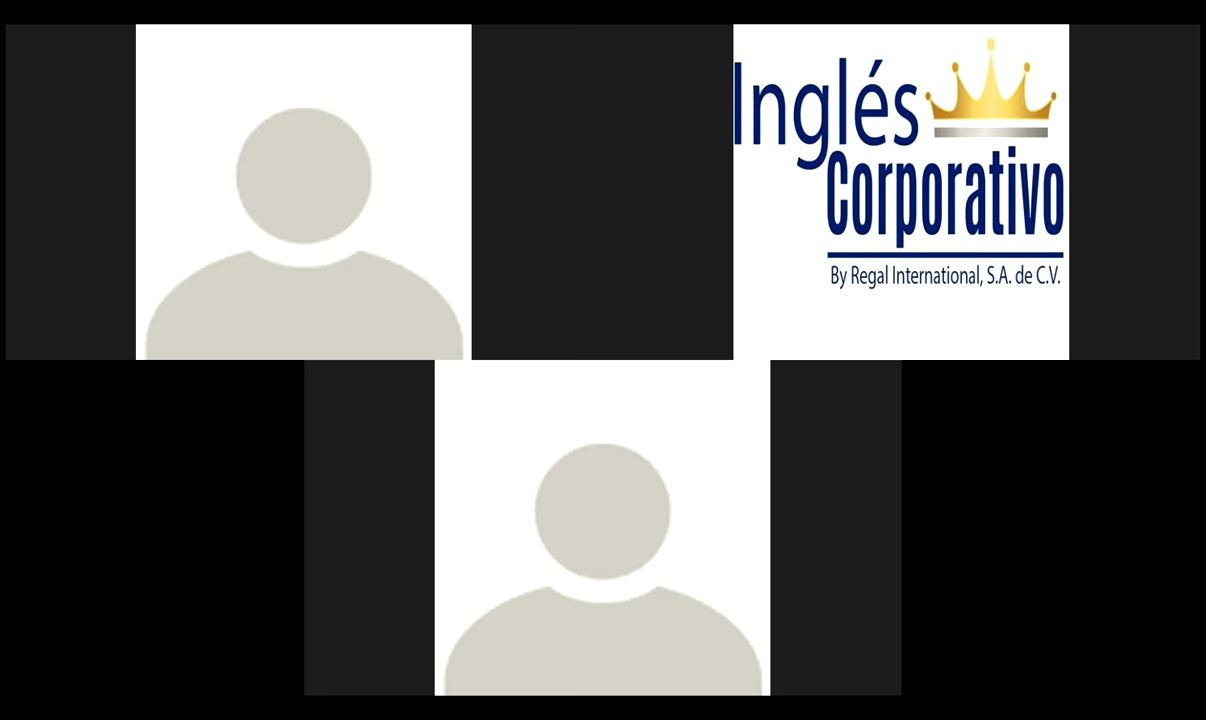 Inglés
Corporativo
By Regal International, S.A. de C.V.